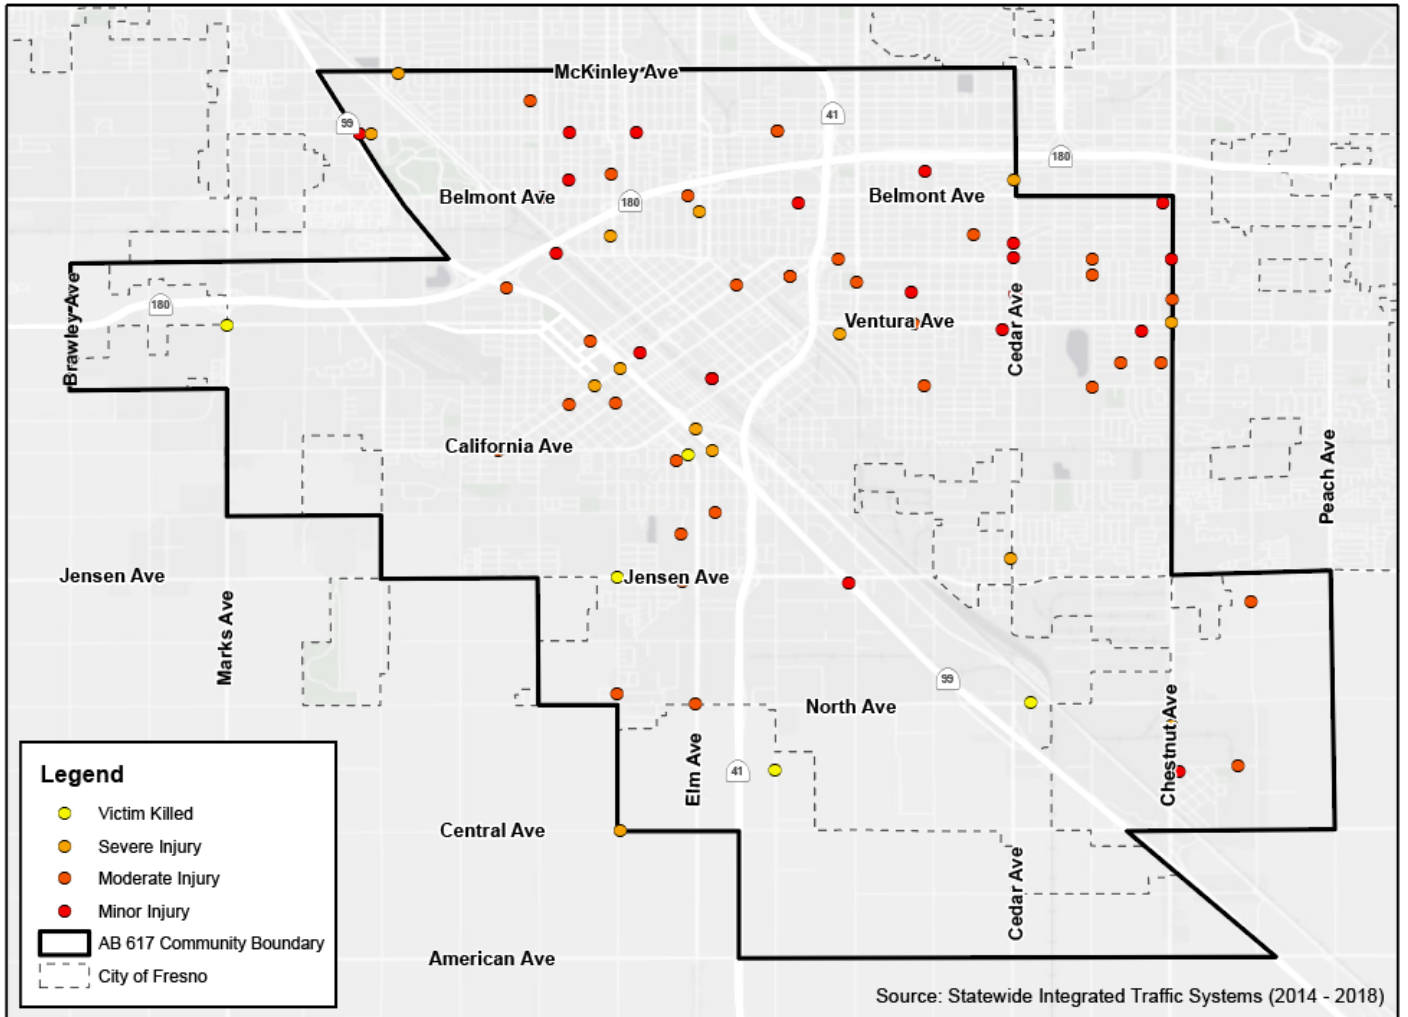 McKinley Ave
99
41
180
Belmont Ave
180
Belmont Ave
Brawley Ave
180
Ventura Ave
Cedar Ave
California Ave
Peach Ave
Jensen Ave
Jensen Ave
Marks Ave
99
North Ave
Elm Ave
41
Chestnut Ave
Central Ave
Cedar Ave
American Ave
Legend
Victim Killed
Severe Injury
Moderate Injury
Minor Injury
AB 617 Community Boundary
City of Fresno
Source: Statewide Integrated Traffic Systems (2014 - 2018)